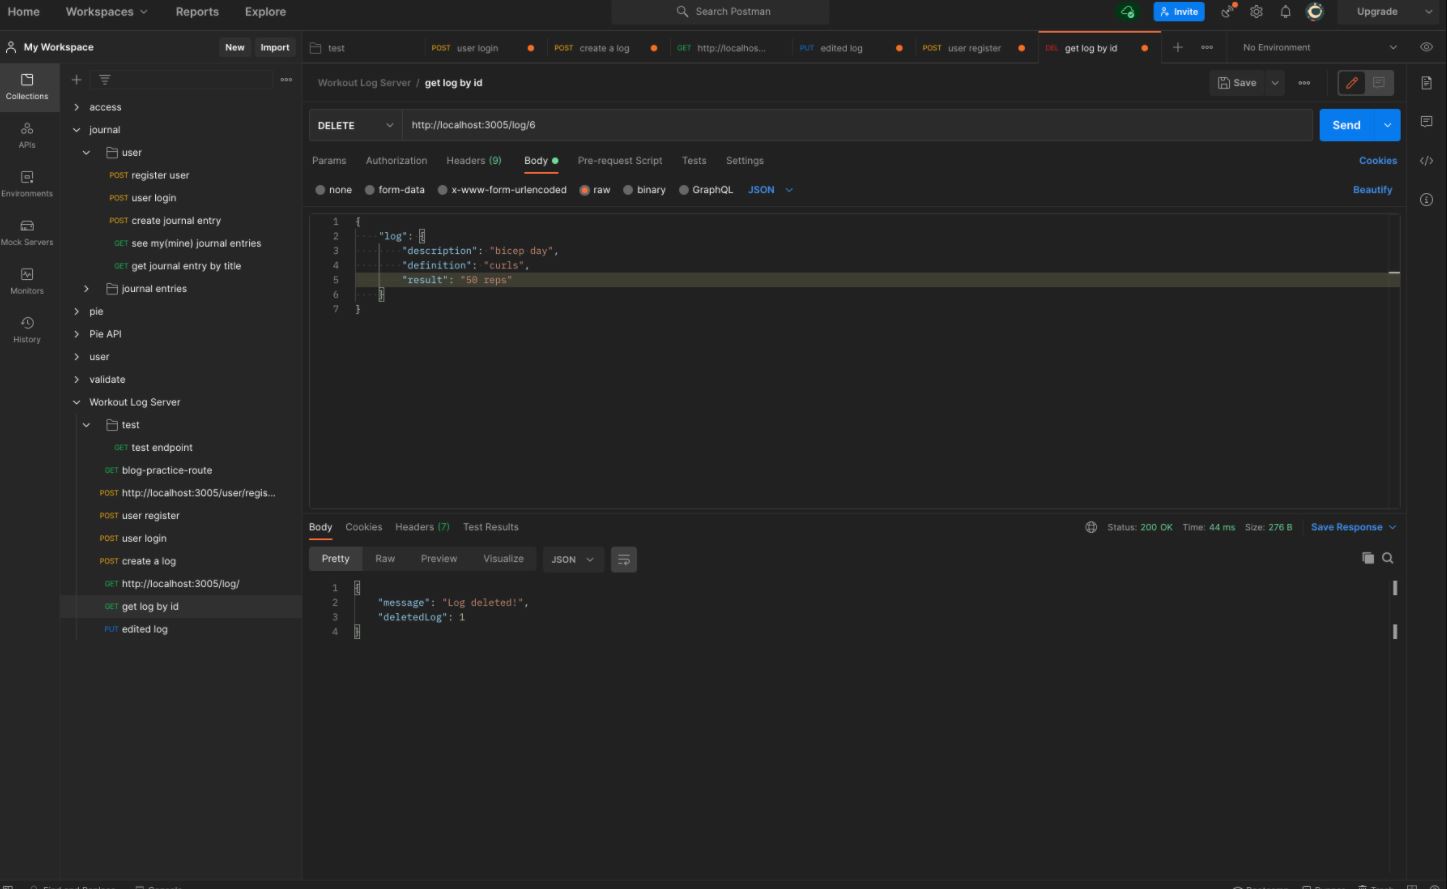 Home Workspaces Reports Explore Search Postman Invite Upgrade
My Workspace New Import
test POST user login POST create a log GET http://localhos... PUT edited log POST user register DEL get log by id No Environment
Collections
APIs
Environments
Mock Servers
Monitors
History
access
journal
user
POST register user
POST user login
POST create journal entry
GET see my(mine) journal entries
GET get journal entry by title
journal entries
pie
Pie API
user
validate
Workout Log Server
test
GET test endpoint
GET blog-practice-route
POST http://localhost:3005/user/regis...
POST user register
POST user login
POST create a log
GET http://localhost:3005/log/
GET get log by id
PUT edited log
Workout Log Server / get log by id Save
DELETE http://localhost:3005/log/6 Send
Params Authorization Headers (9) Body Pre-request Script Tests Settings Cookies
none form-data x-www-form-urlencoded raw binary GraphQL JSON Beautify
1 {
2 "log": {
3 "description": "bicep day",
4 "definition": "curls",
5 "result": "50 reps"
6 }
7 }
Body Cookies Headers (7) Test Results Status: 200 OK Time: 44 ms Size: 276 B Save Response
Pretty Raw Preview Visualize JSON
1 {
2 "message": "Log deleted!",
3 "deletedLog": 1
4 }